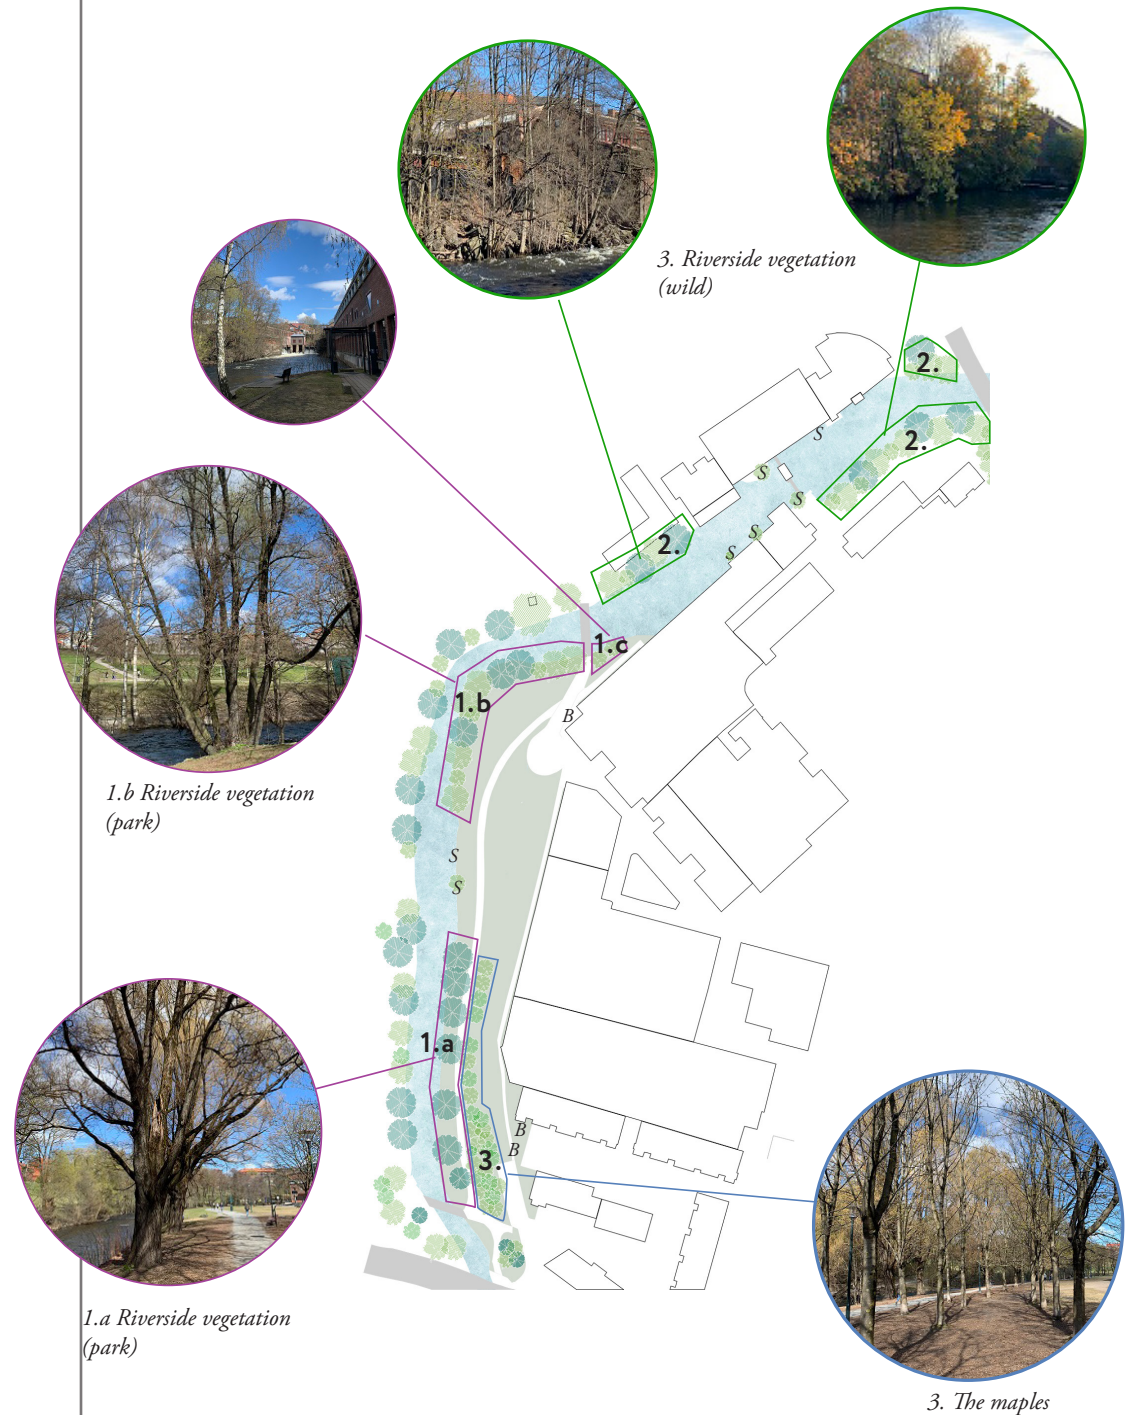 3. Riverside vegetation
(wild)
2.
2.
S
S
S
S
S
2.
1.c
1.b
B
1.b Riverside vegetation
(park)
S
S
1.a
B
B
3.
1.a Riverside vegetation
(park)
3. The maples